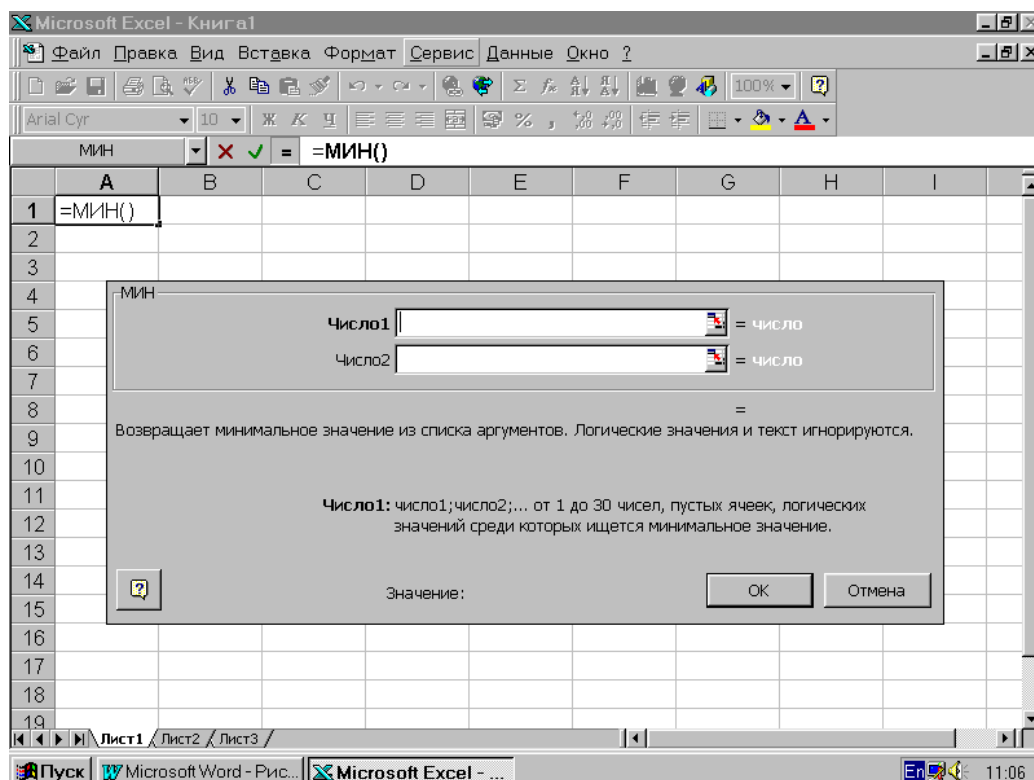 Microsoft Excel - Книга1
Файл Правка Вид Вставка Формат Сервис Данные Окно ?
100%
Arial Cyr 10 Ж К Ч
МИН = =МИН()
A B C D E F G H I
1 =МИН()
2
3
4 МИН
5 Число1 = число
6 Число2 = число
7
8 =
9 Возвращает минимальное значение из списка аргументов. Логические значения и текст игнорируются.
10
11 Число1: число1;число2;... от 1 до 30 чисел, пустых ячеек, логических
12 значений среди которых ищется минимальное значение.
13
14 Значение: OK Отмена
15
16
17
18
19
Лист1 Лист2 Лист3
Пуск Microsoft Word - Рис... Microsoft Excel - ... En 11:06